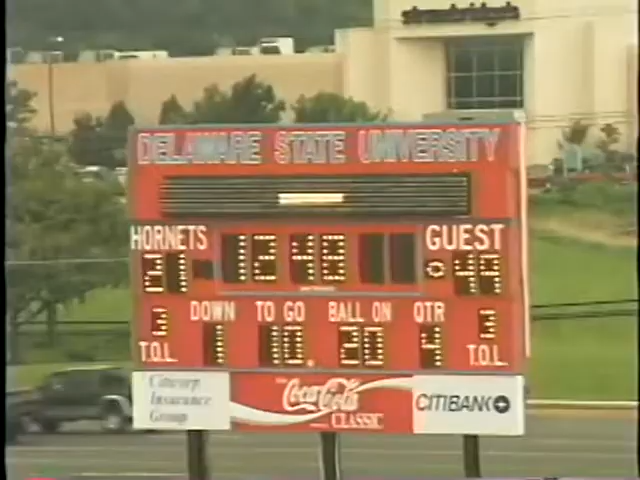 DELAWARE STATE UNIVERSITY
HORNETS 12 48 GUEST
21 49
DOWN TO GO BALL ON QTR
3 1 10 20 4 3
T.O.L. T.O.L.
Citicorp Insurance Group
Coca-Cola CLASSIC
CITIBANK